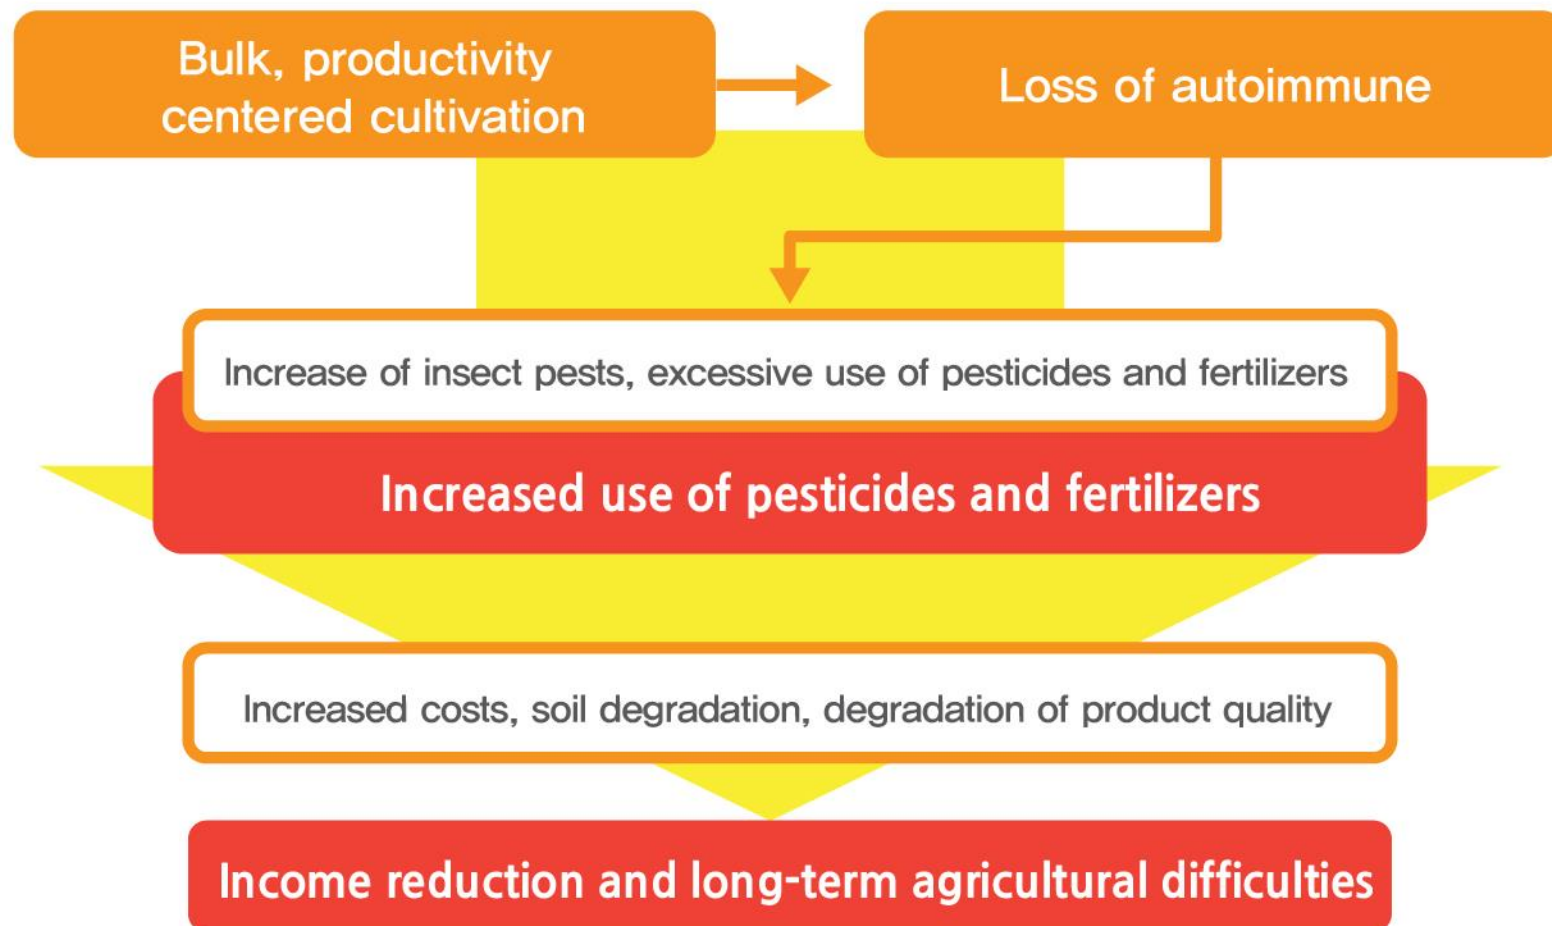 Bulk, productivity
centered cultivation
Loss of autoimmune
Increase of insect pests, excessive use of pesticides and fertilizers
Increased use of pesticides and fertilizers
Increased costs, soil degradation, degradation of product quality
Income reduction and long-term agricultural difficulties